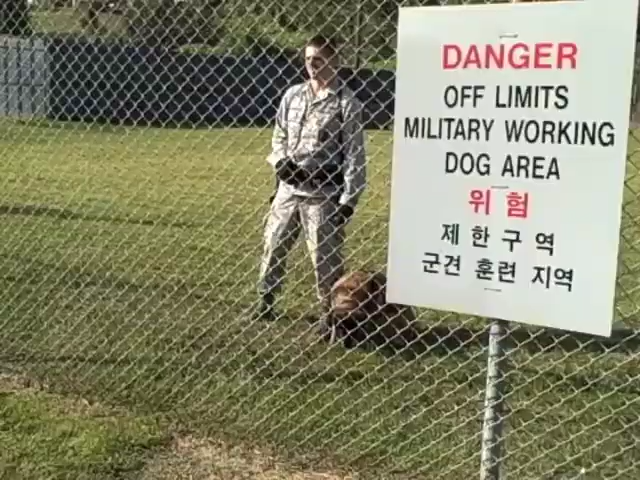 DANGER
OFF LIMITS
MILITARY WORKING
DOG AREA
위 험
제 한 구 역
군견 훈련 지역